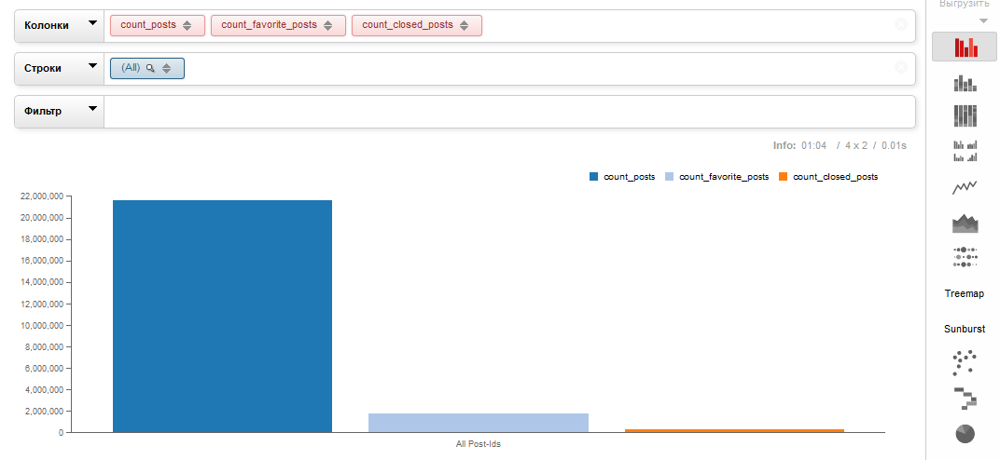 Выгрузить
Колонки count_posts count_favorite_posts count_closed_posts
Строки (All)
Фильтр
Info: 01:04 / 4 x 2 / 0.01s
count_posts count_favorite_posts count_closed_posts
22,000,000
20,000,000
18,000,000
16,000,000
14,000,000
12,000,000
10,000,000
8,000,000
6,000,000
4,000,000
2,000,000
0
All Post-Ids
Treemap
Sunburst